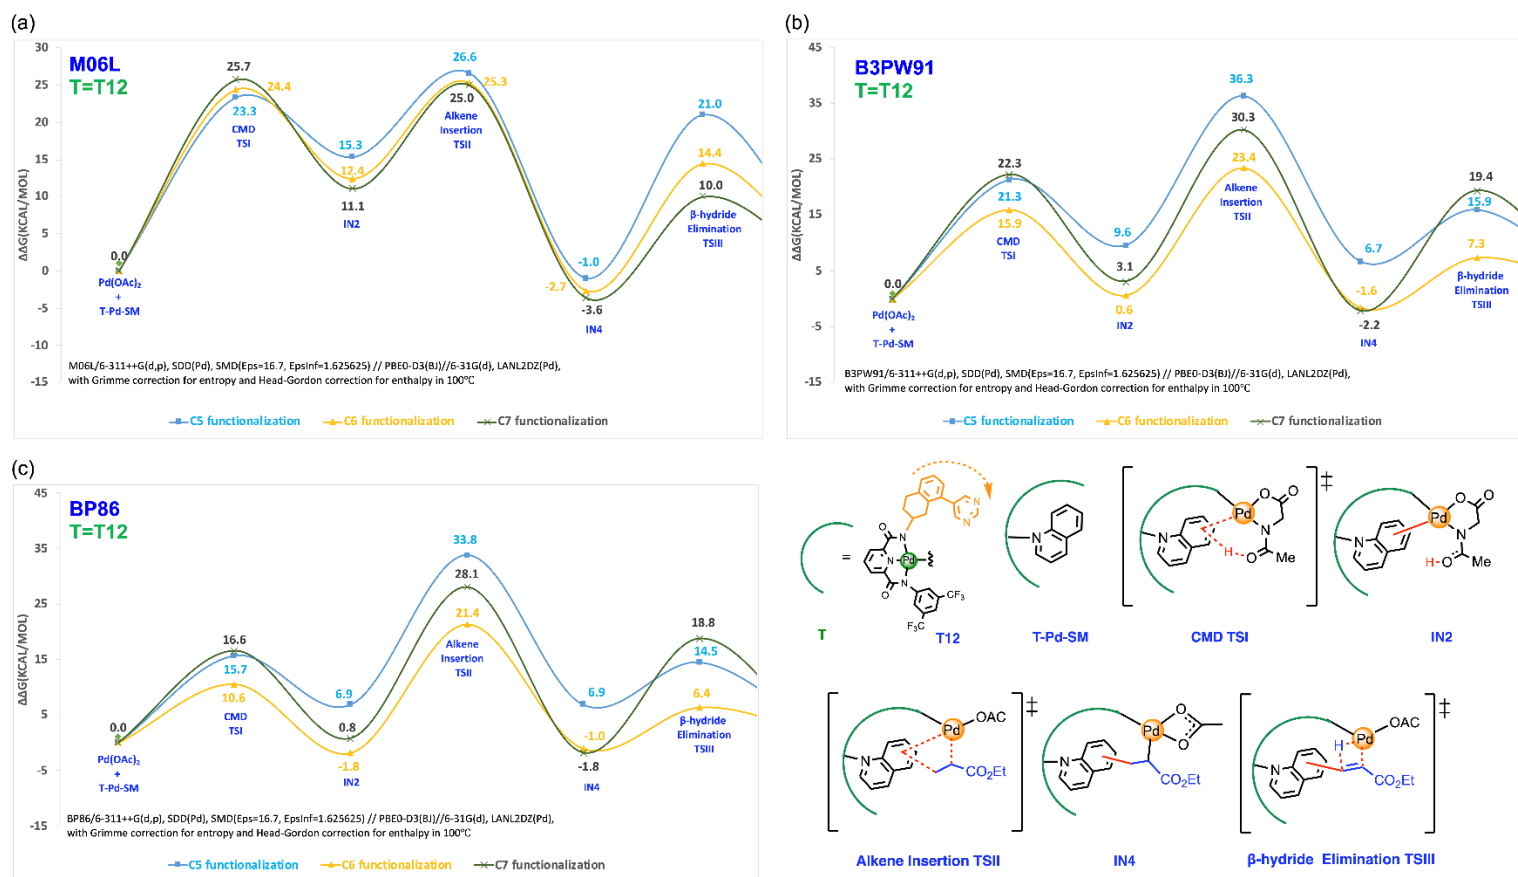 (a)
M06L
T=T12
ΔΔG(KCAL/MOL)
30
25
20
15
10
5
0
-5
-10
-15
0.0
Pd(OAc)₂
+
T-Pd-SM
25.7
24.4
23.3
CMD
TSI
15.3
12.4
11.1
IN2
26.6
25.3
25.0
Alkene
Insertion
TSII
-1.0
-2.7
-3.6
IN4
21.0
14.4
10.0
β-hydride
Elimination
TSIII
M06L/6-311++G(d,p), SDD(Pd), SMD(Eps=16.7, EpsInf=1.625625) // PBE0-D3(BJ)//6-31G(d), LANL2DZ(Pd),
with Grimme correction for entropy and Head-Gordon correction for enthalpy in 100℃
C5 functionalization C6 functionalization C7 functionalization
(b)
B3PW91
T=T12
ΔΔG(KCAL/MOL)
45
35
25
15
5
-5
-15
0.0
Pd(OAc)₂
+
T-Pd-SM
22.3
21.3
15.9
CMD
TSI
9.6
3.1
0.6
IN2
36.3
30.3
23.4
Alkene
Insertion
TSII
6.7
-1.6
-2.2
IN4
19.4
15.9
7.3
β-hydride
Elimination
TSIII
B3PW91/6-311++G(d,p), SDD(Pd), SMD(Eps=16.7, EpsInf=1.625625) // PBE0-D3(BJ)//6-31G(d), LANL2DZ(Pd),
with Grimme correction for entropy and Head-Gordon correction for enthalpy in 100℃
C5 functionalization C6 functionalization C7 functionalization
(c)
BP86
T=T12
ΔΔG(KCAL/MOL)
45
35
25
15
5
-5
-15
0.0
Pd(OAc)₂
+
T-Pd-SM
16.6
15.7
10.6
CMD
TSI
6.9
0.8
-1.8
IN2
33.8
28.1
21.4
Alkene
Insertion
TSII
6.9
-1.0
-1.8
IN4
18.8
14.5
6.4
β-hydride
Elimination
TSIII
BP86/6-311++G(d,p), SDD(Pd), SMD(Eps=16.7, EpsInf=1.625625) // PBE0-D3(BJ)//6-31G(d), LANL2DZ(Pd),
with Grimme correction for entropy and Head-Gordon correction for enthalpy in 100℃
C5 functionalization C6 functionalization C7 functionalization
T
=
N
N
O
N
N
Pd
N
O
CF₃
F₃C
T12
N
T-Pd-SM
‡
N
Pd
O
O
N
H
O
Me
CMD TSI
N
Pd
O
O
N
H
O
Me
IN2
‡
N
Pd
OAC
CO₂Et
Alkene Insertion TSII
N
Pd
O
O
CO₂Et
IN4
‡
N
H
Pd
OAC
CO₂Et
β-hydride Elimination TSIII